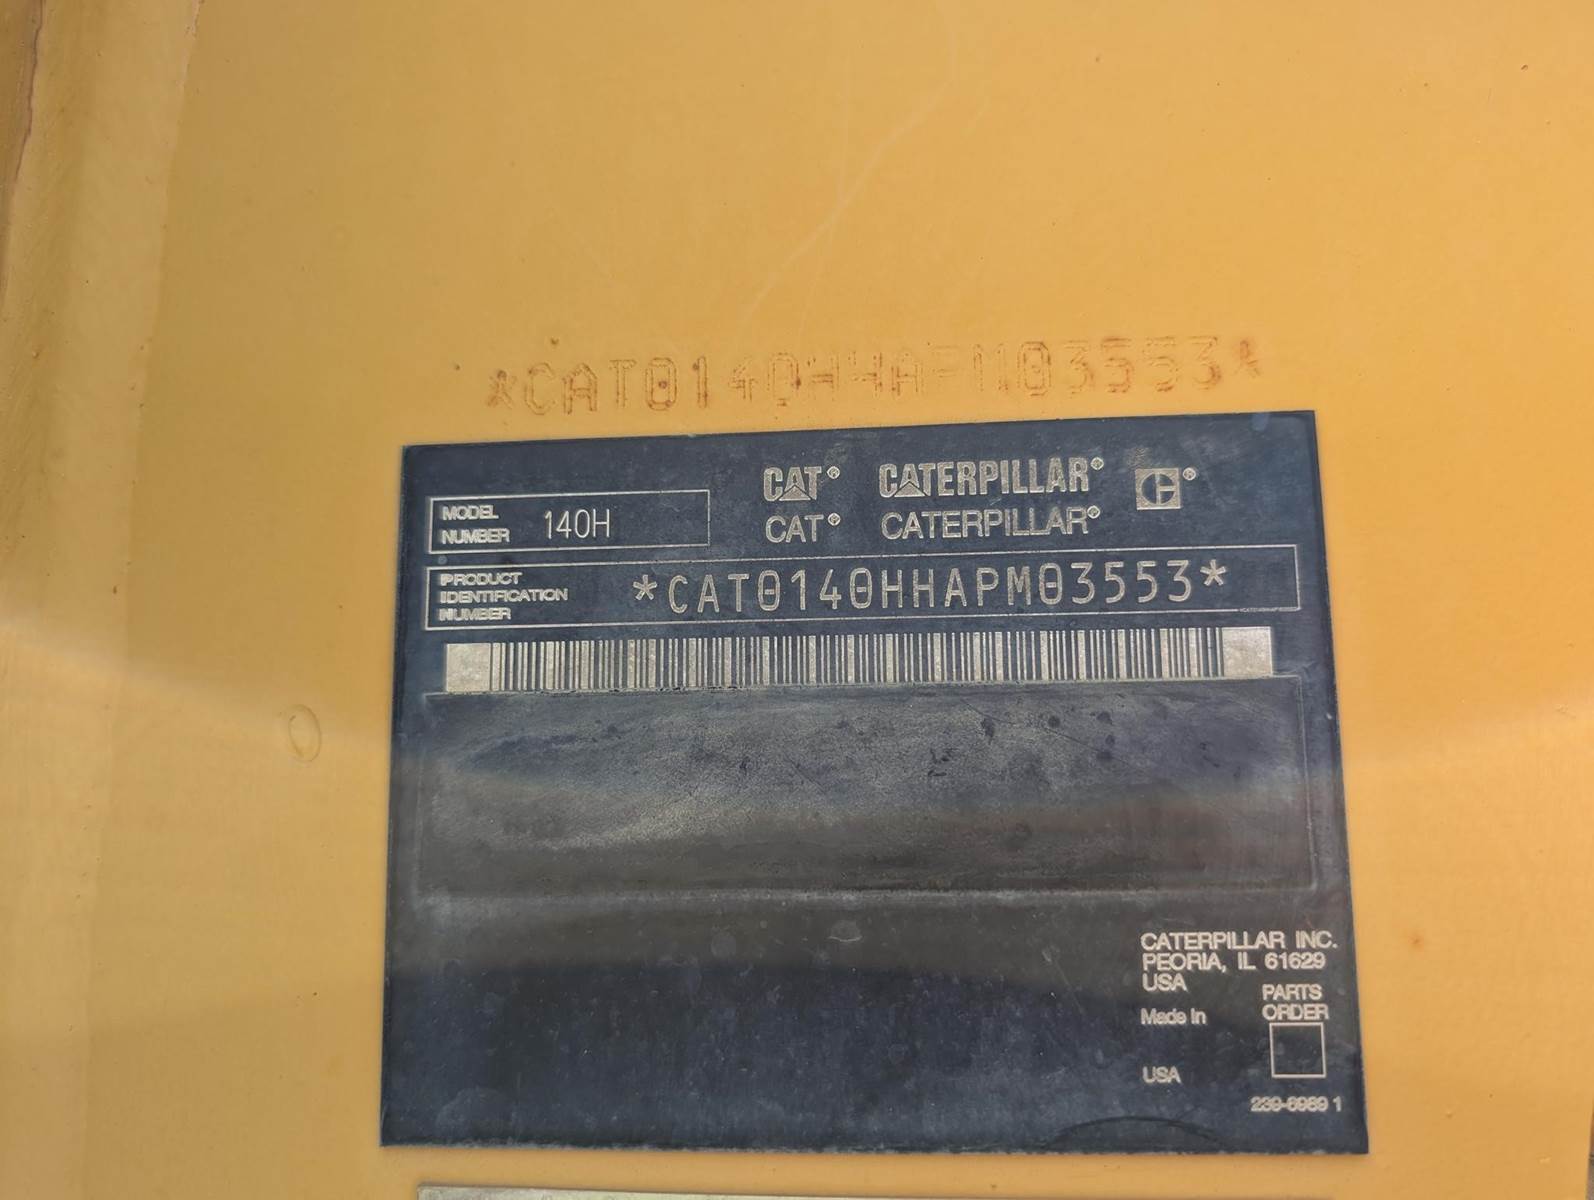 *CAT0140HHAPM03553*
CAT® CATERPILLAR® ®
CAT® CATERPILLAR®
MODEL
NUMBER 140H
PRODUCT
IDENTIFICATION
NUMBER
*CAT0140HHAPM03553*
CATERPILLAR INC.
PEORIA, IL 61629
USA
PARTS
ORDER
Made In
USA
239-6989 1